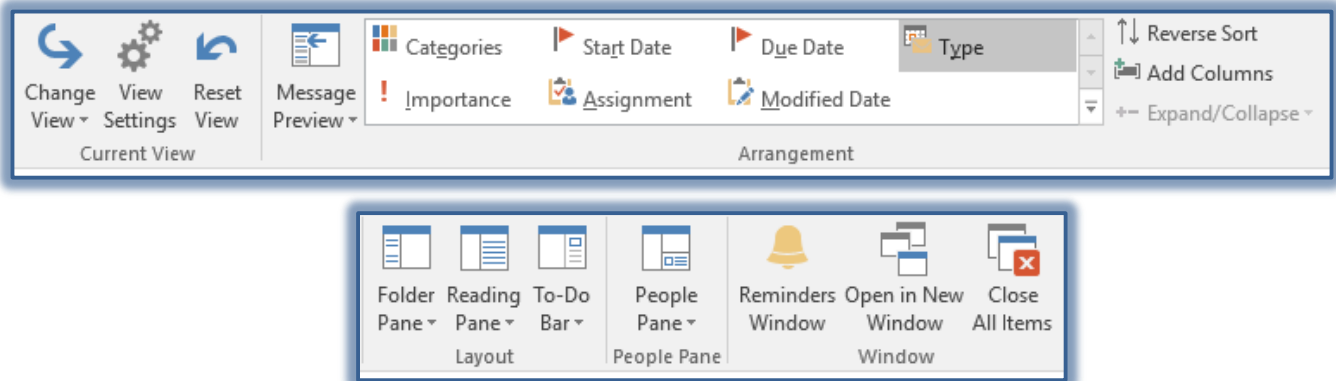 Change View
View Settings
Reset View
Message Preview
Categories
Start Date
Due Date
Type
Importance
Assignment
Modified Date
Reverse Sort
Add Columns
Expand/Collapse
Current View
Arrangement
Folder Pane
Reading Pane
To-Do Bar
People Pane
Reminders Window
Open in New Window
Close All Items
Layout
People Pane
Window